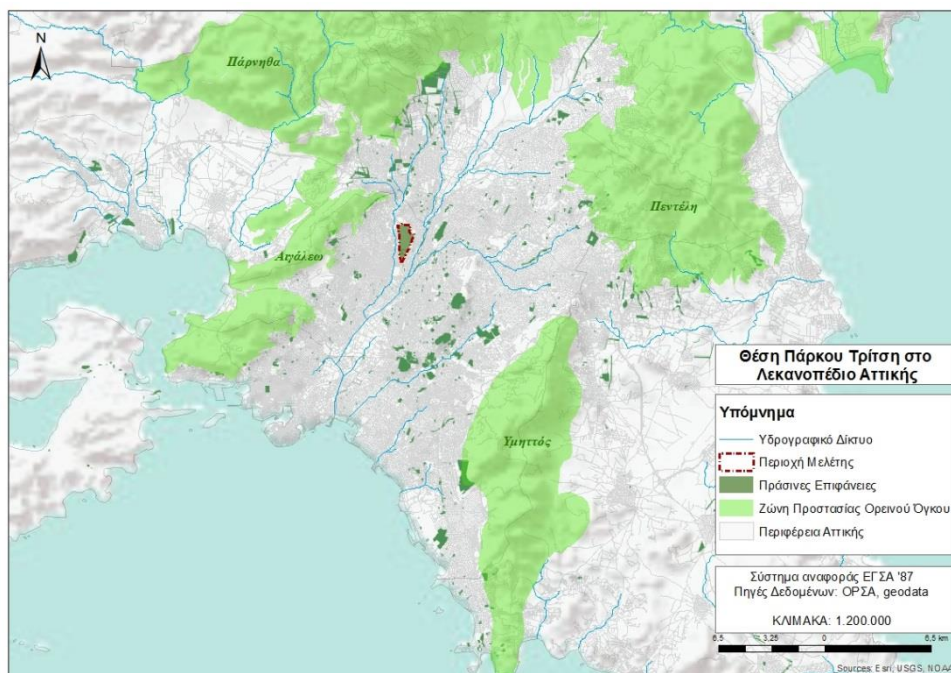 N
Πάρνηθα
Πεντέλη
Αιγάλεω
Υμηττός
Θέση Πάρκου Τρίτση στο
Λεκανοπέδιο Αττικής
Υπόμνημα
Υδρογραφικό Δίκτυο
Περιοχή Μελέτης
Πράσινες Επιφάνειες
Ζώνη Προστασίας Ορεινού Όγκου
Περιφέρεια Αττικής
Σύστημα αναφοράς ΕΓΣΑ '87
Πηγές Δεδομένων: ΟΡΣΑ, geodata
ΚΛΙΜΑΚΑ: 1.200.000
6,5 3,25 0 6,5 km
Sources: Esri, USGS, NOAA